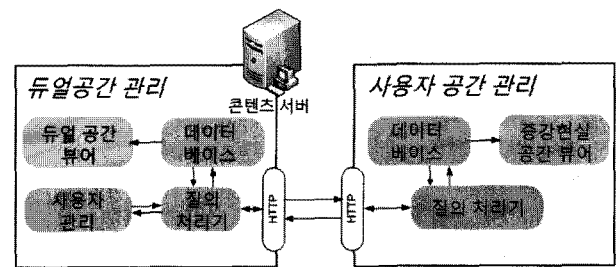 듀얼공간 관리
콘텐츠 서버
듀얼 공간
뷰어
데이터
베이스
사용자
관리
질의
처리기
HTTP
HTTP
사용자 공간 관리
데이터
베이스
증강현실
공간 뷰어
질의 처리기